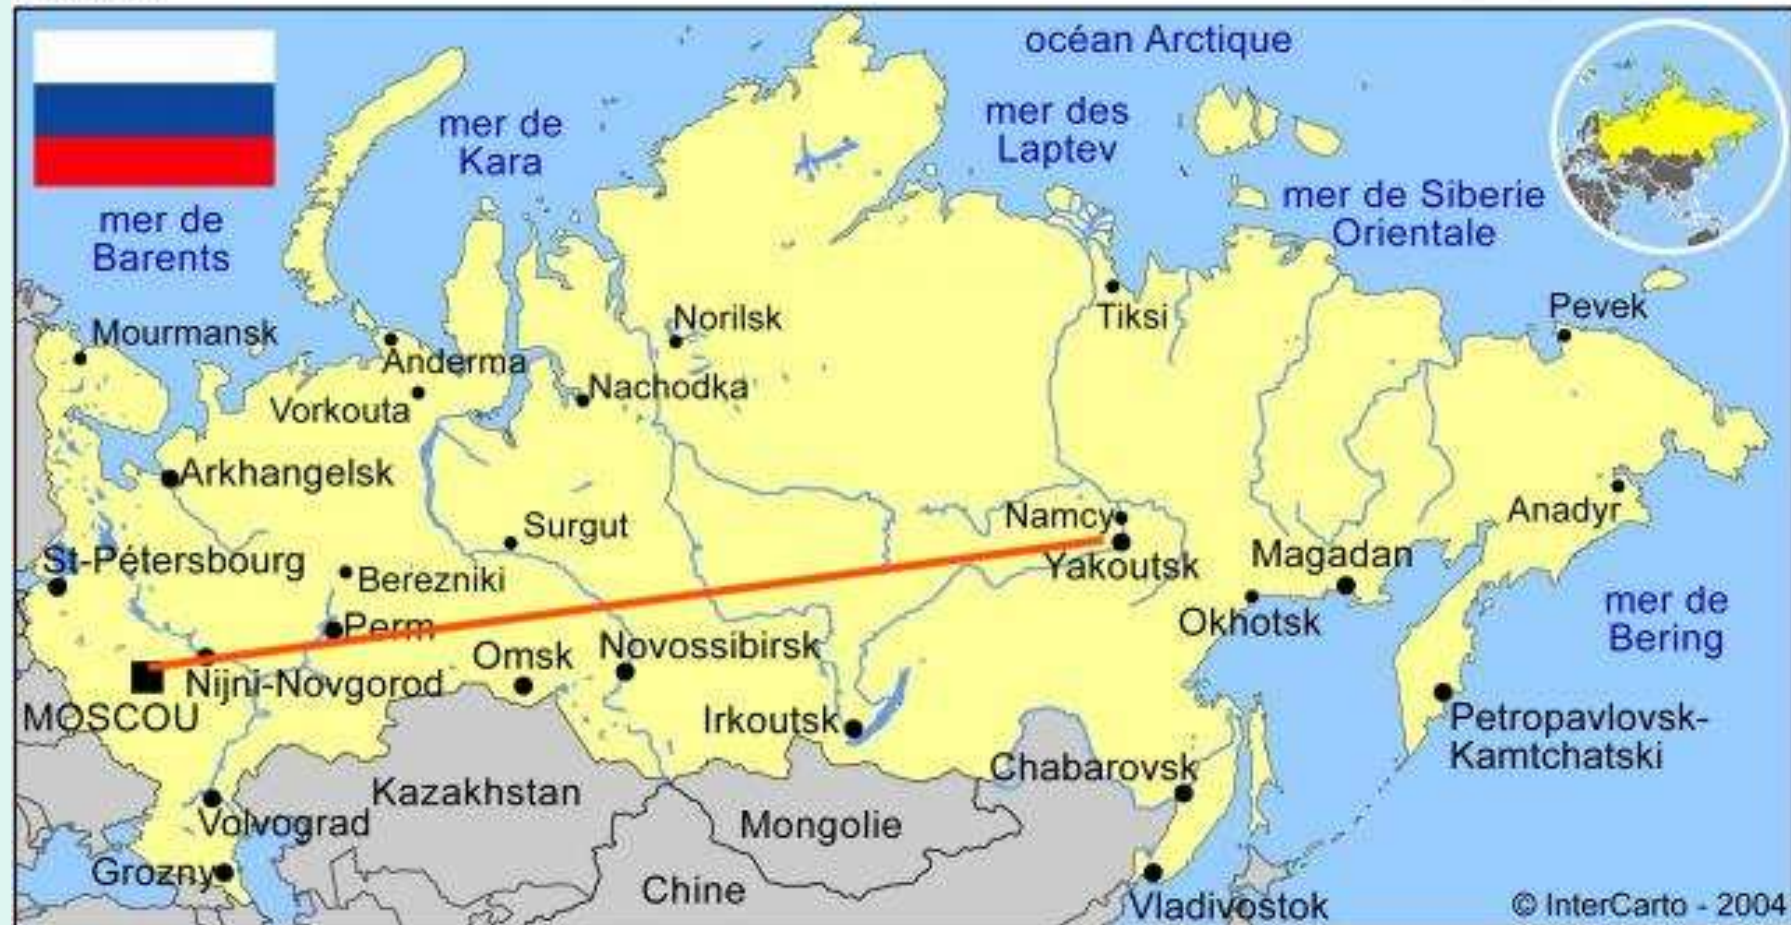 océan Arctique
mer de
Kara
mer des
Laptev
mer de Siberie
Orientale
mer de
Barents
Mourmansk
Anderma
Vorkouta
Norilsk
Nachodka
Tiksi
Pevek
Arkhangelsk
Surgut
Namcy
Yakoutsk
Anadyr
Magadan
St-Pétersbourg
Berezniki
Perm
Okhotsk
mer de
Bering
Omsk
Novossibirsk
Nijni-Novgorod
MOSCOU
Irkoutsk
Petropavlovsk-
Kamtchatski
Chabarovsk
Kazakhstan
Volvograd
Mongolie
Grozny
Chine
Vladivostok
© InterCarto - 2004